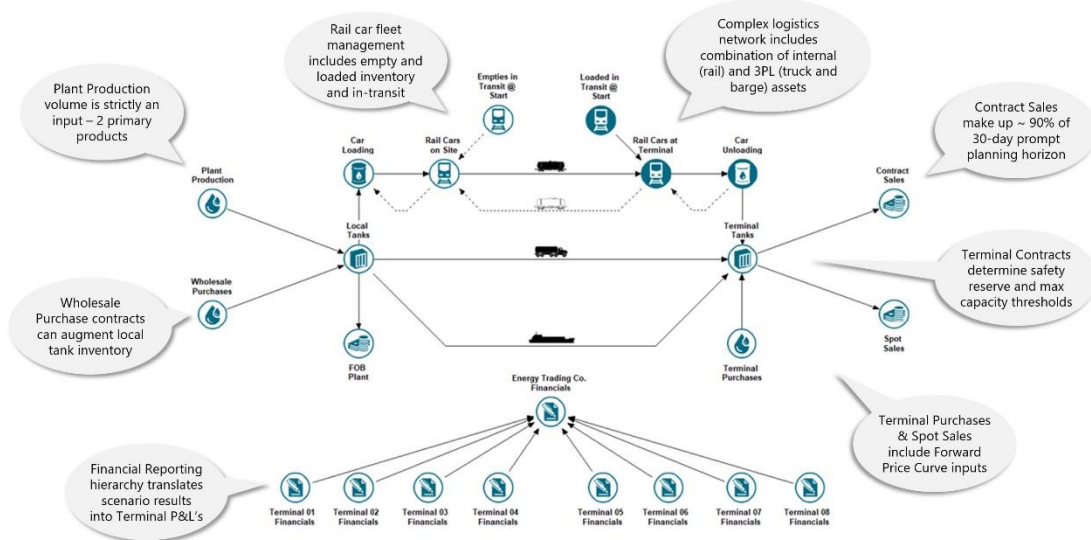 Rail car fleet
management
includes empty and
loaded inventory
and in-transit
Complex logistics
network includes
combination of internal
(rail) and 3PL (truck and
barge) assets
Plant Production
volume is strictly an
input – 2 primary
products
Contract Sales
make up ~ 90% of
30-day prompt
planning horizon
Empties in
Transit @
Start
Loaded in
Transit @
Start
Car
Loading
Rail Cars
on Site
Rail Cars at
Terminal
Car
Unloading
Plant
Production
Contract
Sales
Local
Tanks
Terminal
Tanks
Terminal Contracts
determine safety
reserve and max
capacity thresholds
Wholesale
Purchases
Wholesale
Purchase contracts
can augment local
tank inventory
Spot
Sales
FOB
Plant
Terminal
Purchases
Energy Trading Co.
Financials
Terminal Purchases
& Spot Sales
include Forward
Price Curve inputs
Financial Reporting
hierarchy translates
scenario results
into Terminal P&L's
Terminal 01
Financials
Terminal 02
Financials
Terminal 03
Financials
Terminal 04
Financials
Terminal 05
Financials
Terminal 06
Financials
Terminal 07
Financials
Terminal 08
Financials